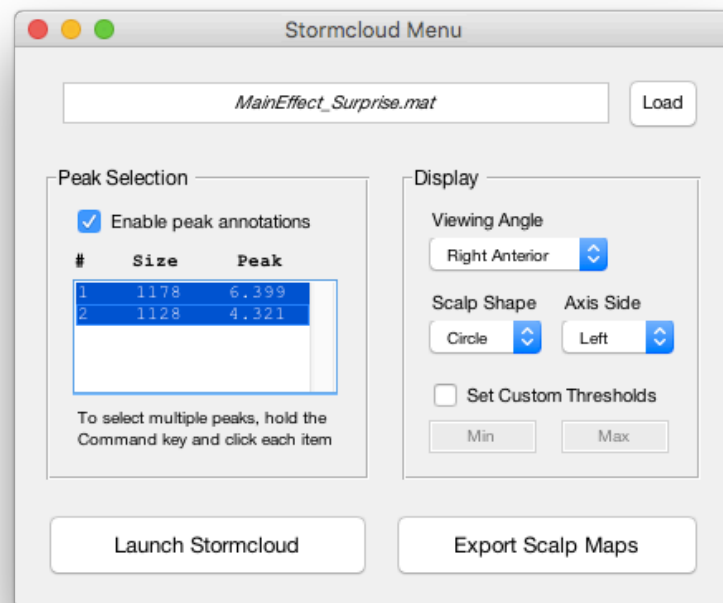 Stormcloud Menu
MainEffect_Surprise.mat
Load
Peak Selection
Enable peak annotations
# Size Peak
1 1178 6.399
2 1128 4.321
To select multiple peaks, hold the
Command key and click each item
Display
Viewing Angle
Right Anterior
Scalp Shape Axis Side
Circle Left
Set Custom Thresholds
Min Max
Launch Stormcloud
Export Scalp Maps